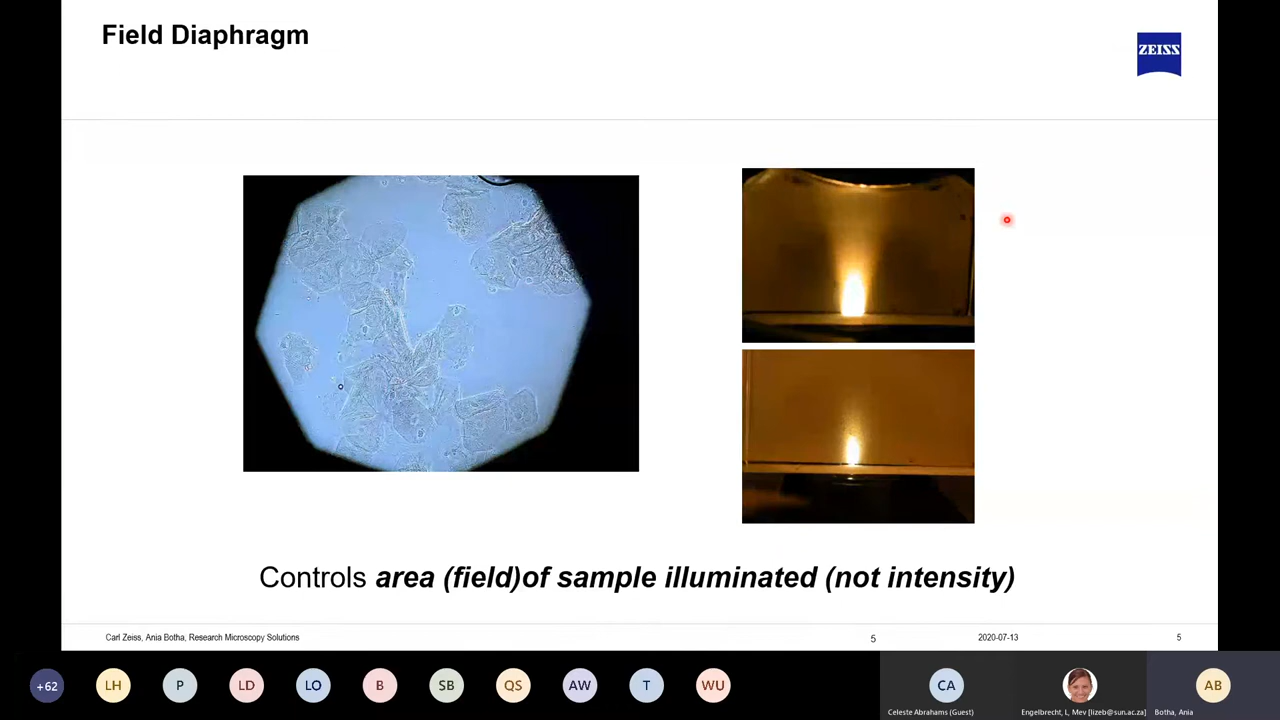 Field Diaphragm
ZEISS
Controls area (field)of sample illuminated (not intensity)
Carl Zeiss, Ania Botha, Research Microscopy Solutions
5
2020-07-13
5
+62
LH
P
LD
LO
B
SB
QS
AW
T
WU
CA
AB
Celeste Abrahams (Guest)
Engelbrecht, L, Mev [lizeb@sun.ac.za]
Botha, Ania